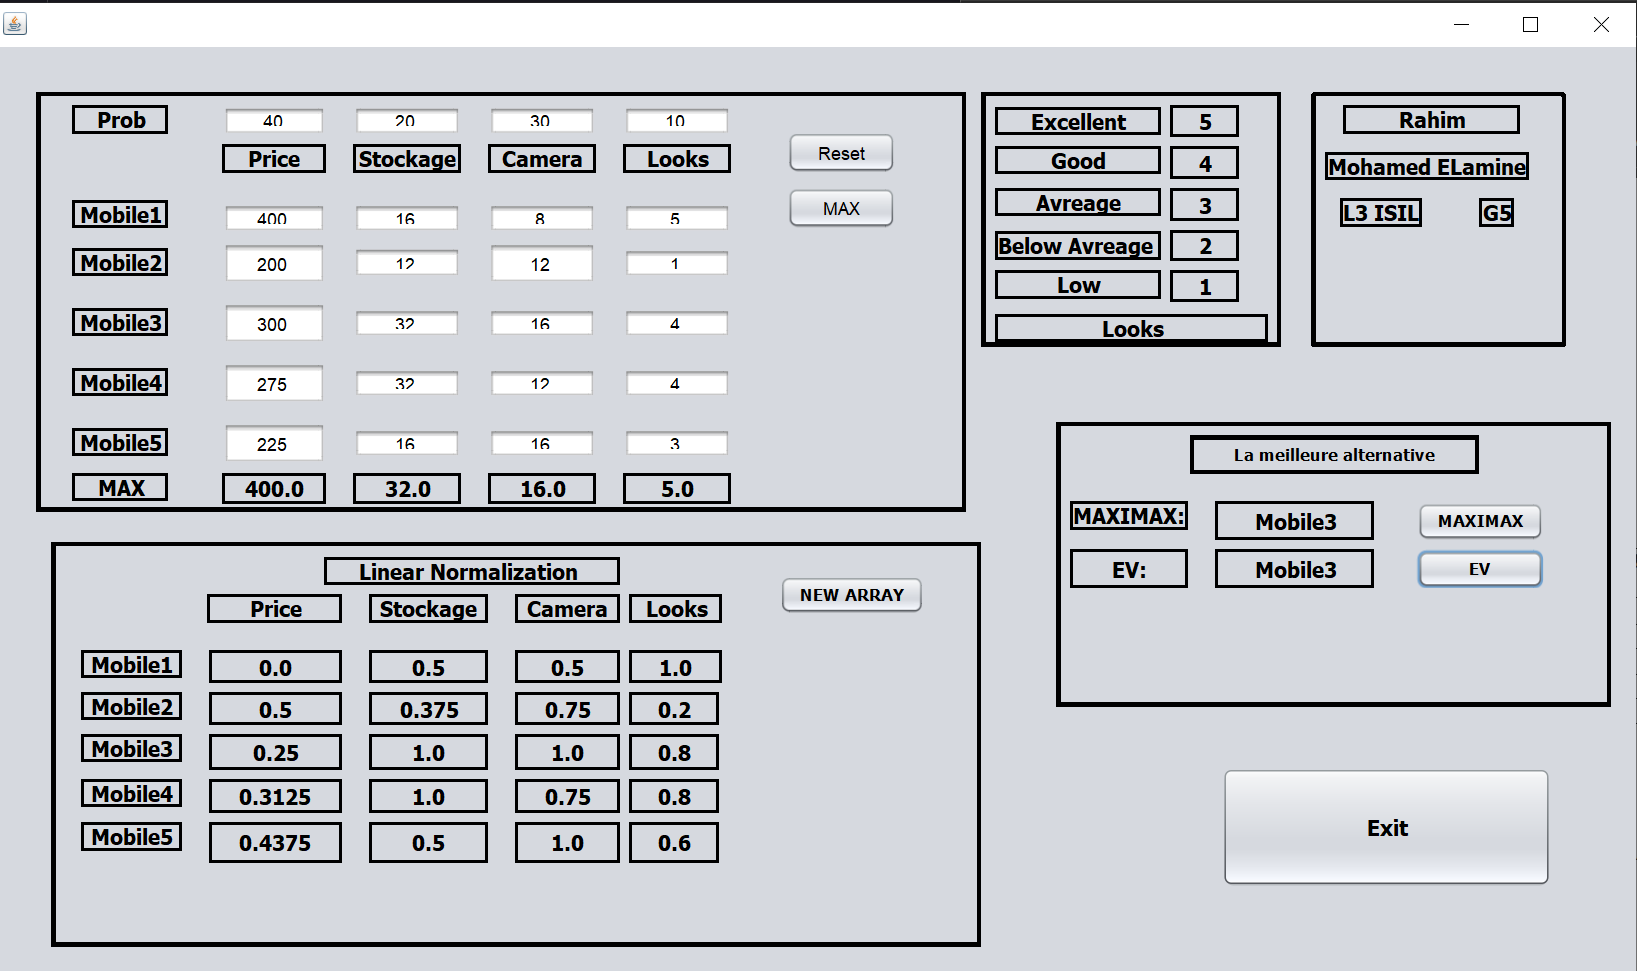 Prob 40 20 30 10
Price Stockage Camera Looks
Mobile1 400 16 8 5
Mobile2 200 12 12 1
Mobile3 300 32 16 4
Mobile4 275 32 12 4
Mobile5 225 16 16 3
MAX 400.0 32.0 16.0 5.0
Reset
MAX
Excellent 5
Good 4
Avreage 3
Below Avreage 2
Low 1
Looks
Rahim
Mohamed ELamine
L3 ISIL G5
Linear Normalization
NEW ARRAY
Price Stockage Camera Looks
Mobile1 0.0 0.5 0.5 1.0
Mobile2 0.5 0.375 0.75 0.2
Mobile3 0.25 1.0 1.0 0.8
Mobile4 0.3125 1.0 0.75 0.8
Mobile5 0.4375 0.5 1.0 0.6
La meilleure alternative
MAXIMAX: Mobile3 MAXIMAX
EV: Mobile3 EV
Exit